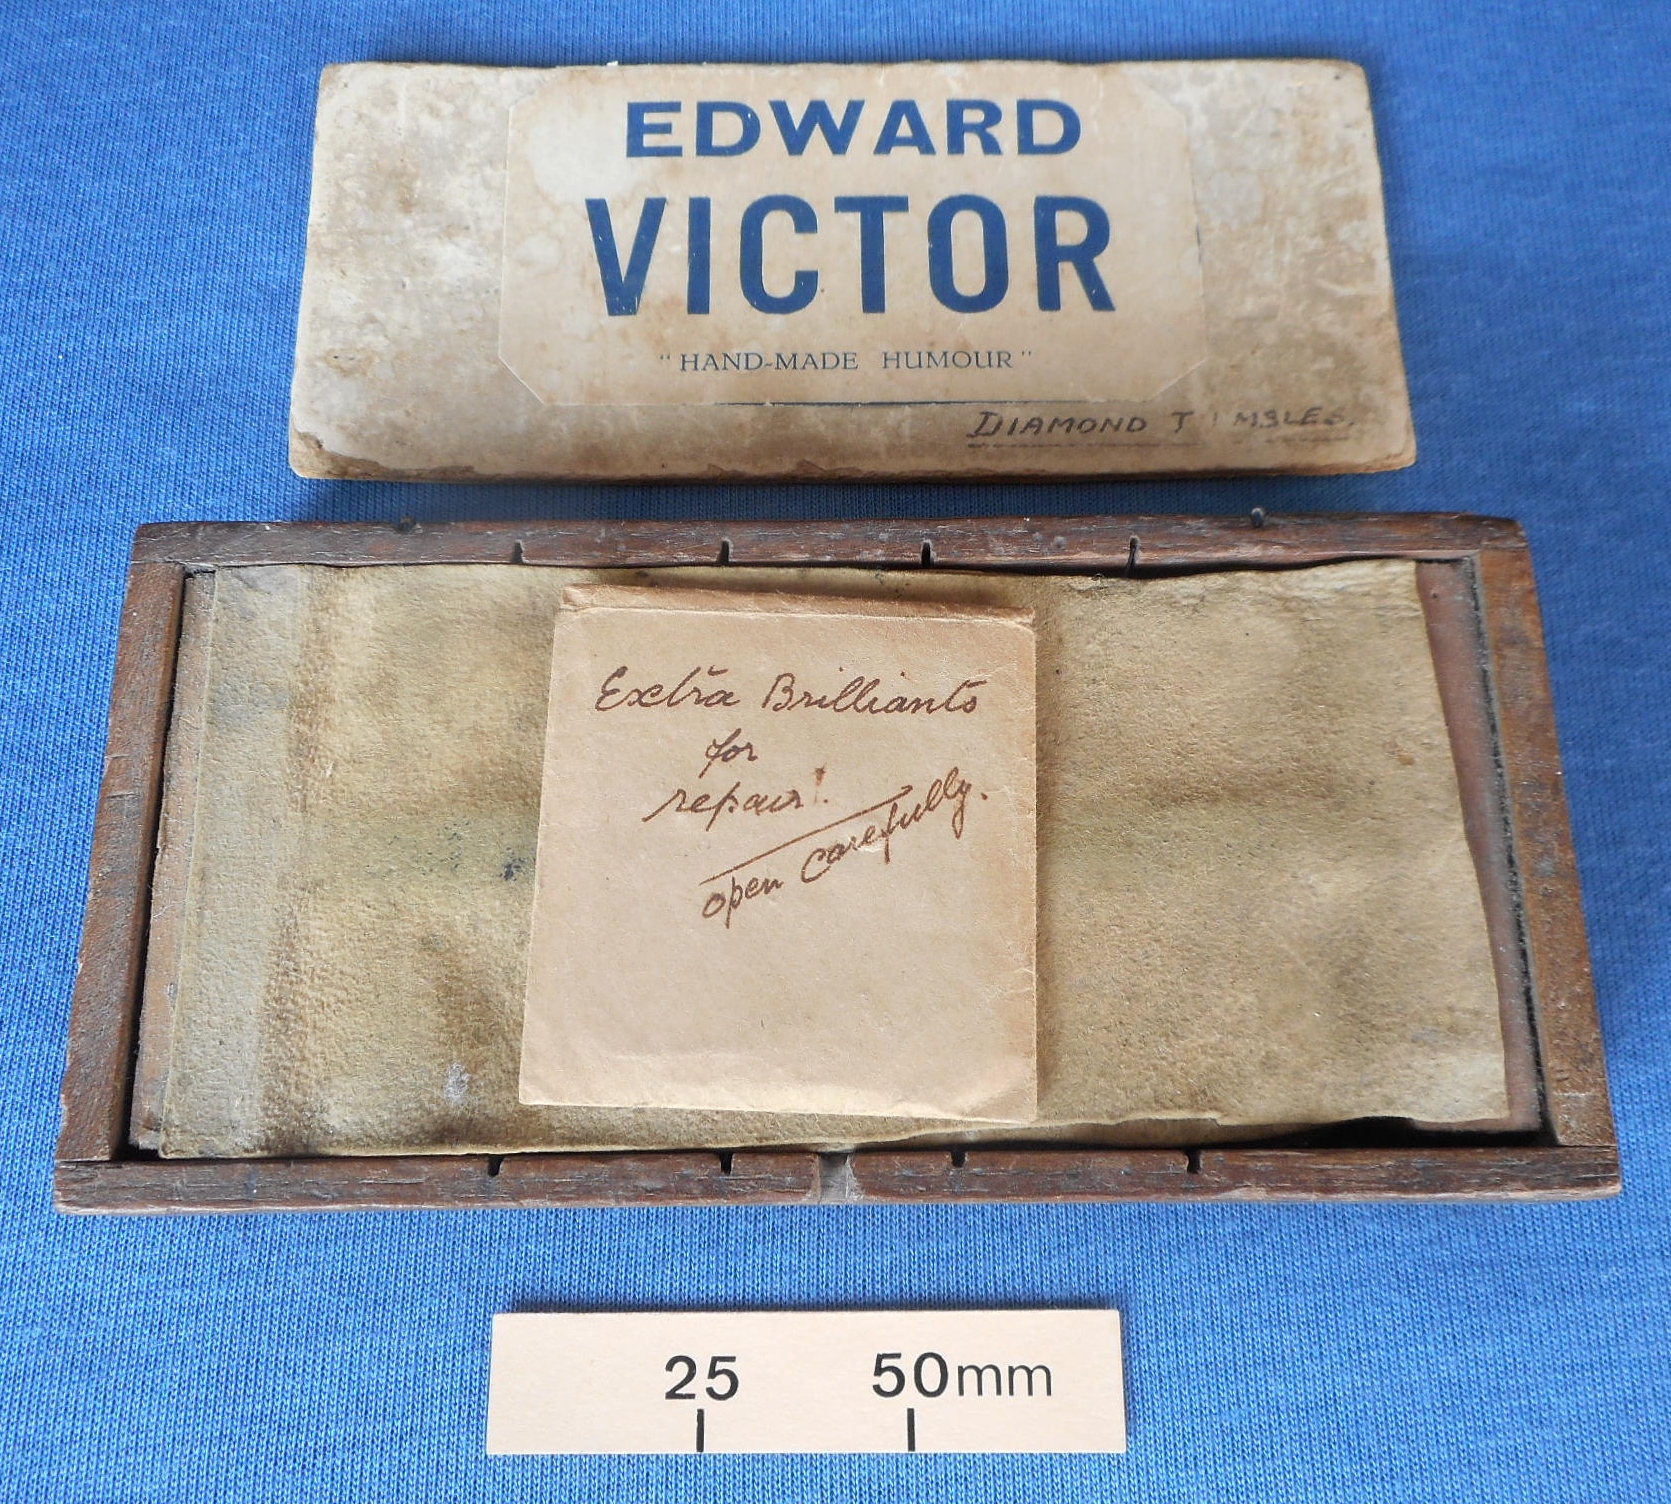 EDWARD
VICTOR
"HAND-MADE HUMOUR"
DIAMOND
Extra Brilliants
for
repair!
open carefully.
25 50mm